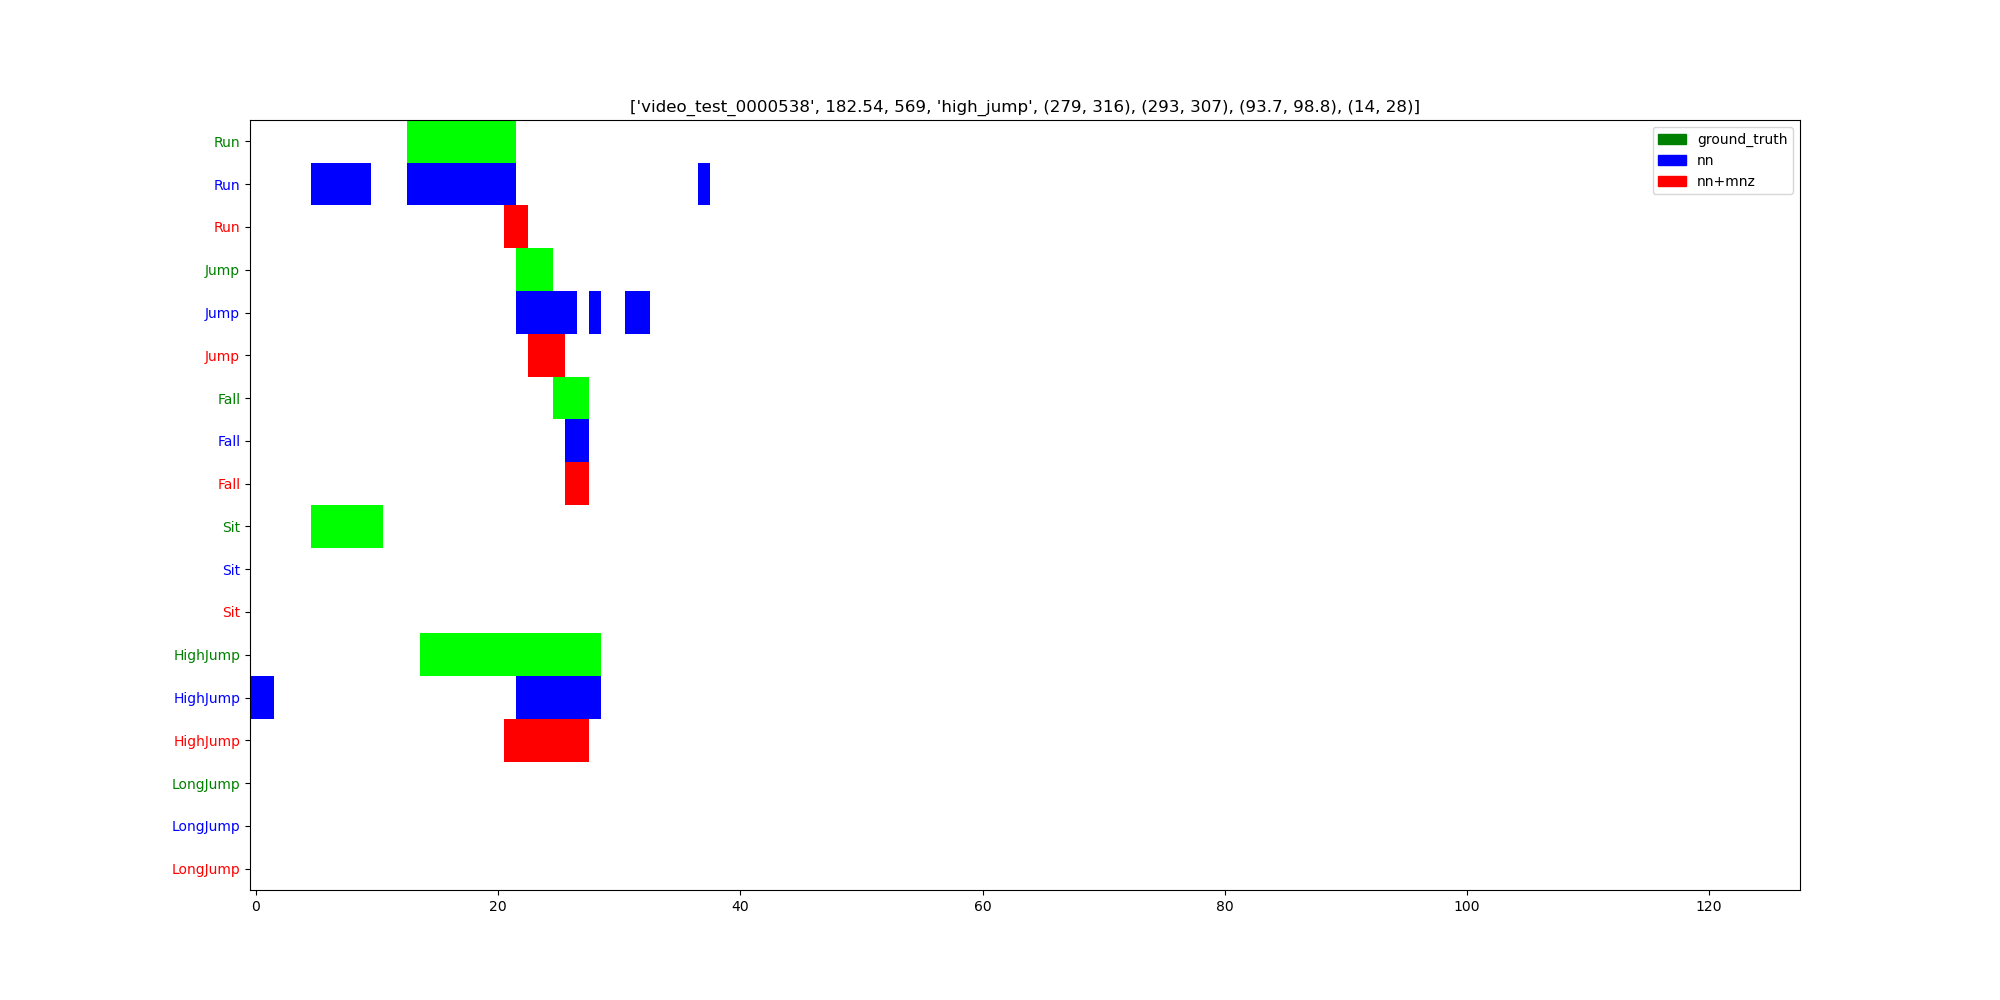 ['video_test_0000538', 182.54, 569, 'high_jump', (279, 316), (293, 307), (93.7, 98.8), (14, 28)]
ground_truth
nn
nn+mnz
Run
Run
Run
Jump
Jump
Jump
Fall
Fall
Fall
Sit
Sit
Sit
HighJump
HighJump
HighJump
LongJump
LongJump
LongJump
0 20 40 60 80 100 120